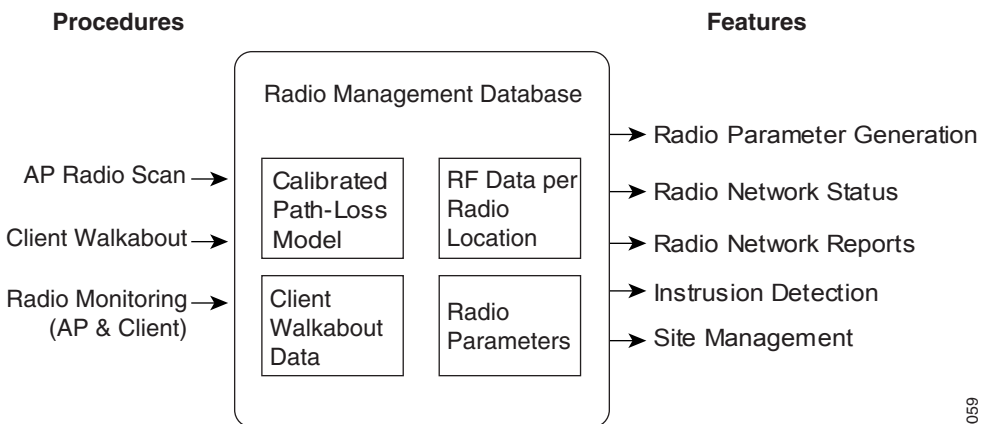 Procedures
Features
Radio Management Database
AP Radio Scan
Client Walkabout
Radio Monitoring
(AP & Client)
Calibrated
Path-Loss
Model
RF Data per
Radio
Location
Client
Walkabout
Data
Radio
Parameters
Radio Parameter Generation
Radio Network Status
Radio Network Reports
Instrusion Detection
Site Management
059